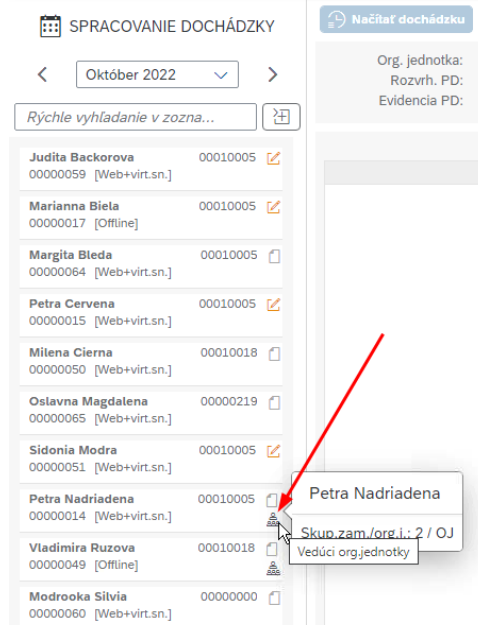 SPRACOVANIE DOCHÁDZKY
Október 2022
Rýchle vyhľadanie v zozna...
Judita Backorova 00010005
00000059 [Web+virt.sn.]
Marianna Biela 00010005
00000017 [Offline]
Margita Bleda 00010005
00000064 [Web+virt.sn.]
Petra Cervena 00010005
00000015 [Web+virt.sn.]
Milena Cierna 00010018
00000050 [Web+virt.sn.]
Oslavna Magdalena 00000219
00000065 [Web+virt.sn.]
Sidonia Modra 00010005
00000051 [Web+virt.sn.]
Petra Nadriadena 00010005
00000014 [Web+virt.sn.]
Vladimira Ruzova 00010018
00000049 [Offline]
Modrooka Silvia 00000000
00000060 [Web+virt.sn.]
Načítať dochádzku
Org. jednotka:
Rozvrh. PD:
Evidencia PD:
Petra Nadriadena
Skup.zam./org.j.: 2 / OJ
Vedúci org.jednotky